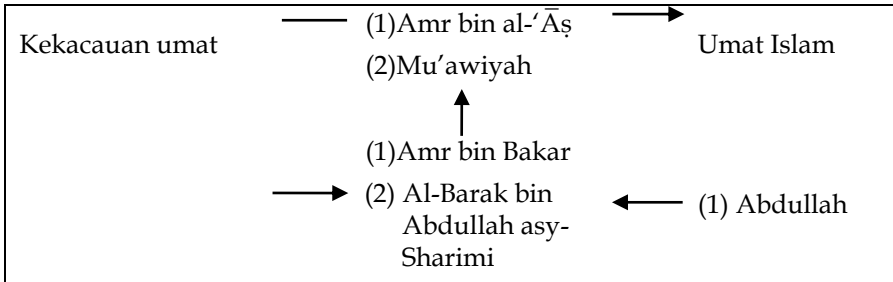 (1)Amr bin al-‘Āṣ
Kekacauan umat
Umat Islam
(2)Mu’awiyah
(1)Amr bin Bakar
(2) Al-Barak bin
(1) Abdullah
Abdullah asy-
Sharimi